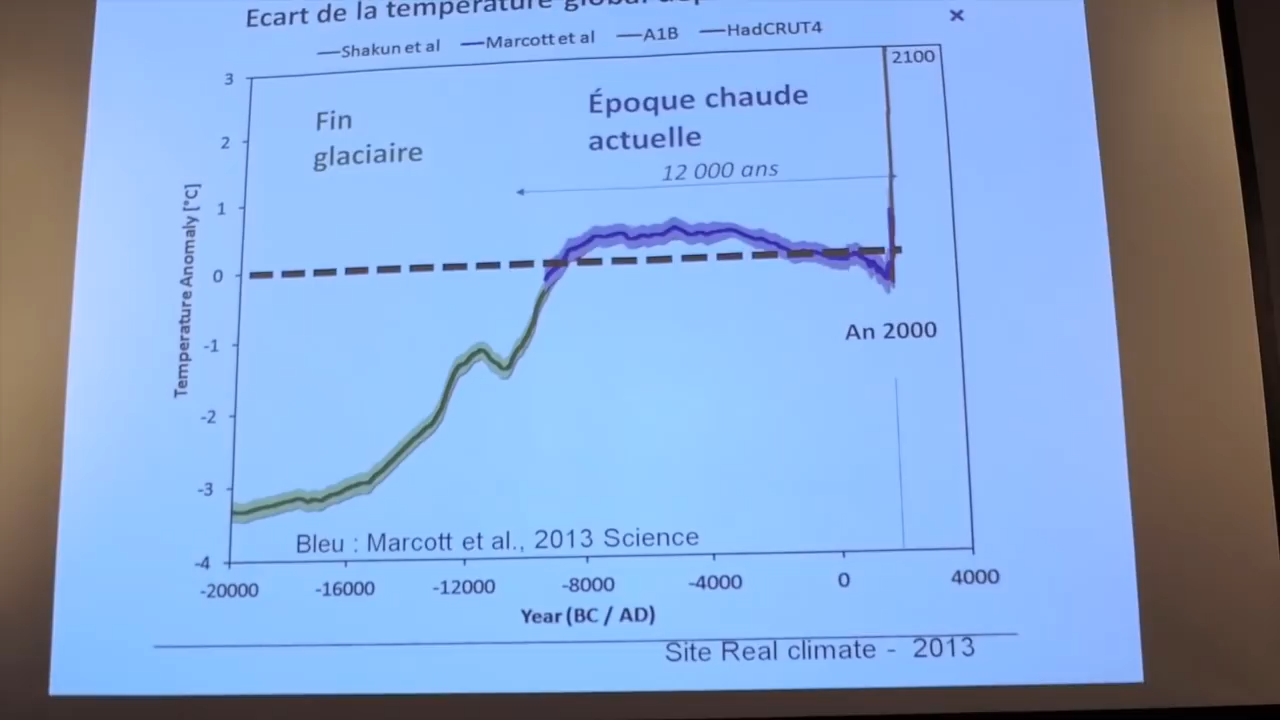 Ecart de la température
Shakun et al Marcott et al A1B HadCRUT4
2100
3
2
1
0
-1
-2
-3
-4
Temperature Anomaly [°C]
Fin
glaciaire
Époque chaude
actuelle
12 000 ans
An 2000
Bleu : Marcott et al., 2013 Science
-20000 -16000 -12000 -8000 -4000 0 4000
Year (BC / AD)
Site Real climate - 2013